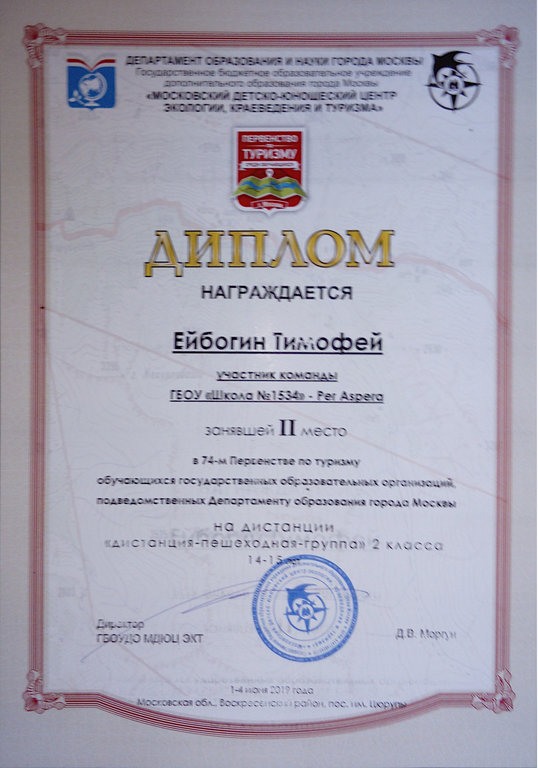 ДЕПАРТАМЕНТ ОБРАЗОВАНИЯ И НАУКИ ГОРОДА МОСКВЫ
Государственное бюджетное образовательное учреждение
дополнительного образования города Москвы
«МОСКОВСКИЙ ДЕТСКО-ЮНОШЕСКИЙ ЦЕНТР
ЭКОЛОГИИ, КРАЕВЕДЕНИЯ И ТУРИЗМА»
ПЕРВЕНСТВО
ПО
ТУРИЗМУ
г. Москва
ДИПЛОМ
НАГРАЖДАЕТСЯ
Ейбогин Тимофей
участник команды
ГБОУ «Школа №1534» - Per Aspera
занявшей II место
в 74-м Первенстве по туризму
обучающихся государственных образовательных организаций,
подведомственных Департаменту образования города Москвы
на дистанции
«дистанция-пешеходная-группа» 2 класса
14-15 лет
Директор
ГБОУДО МДЮЦ ЭКТ
Д.В. Моргун
1-4 июня 2019 года
Московская обл., Воскресенский район, пос. им. Цюрупы